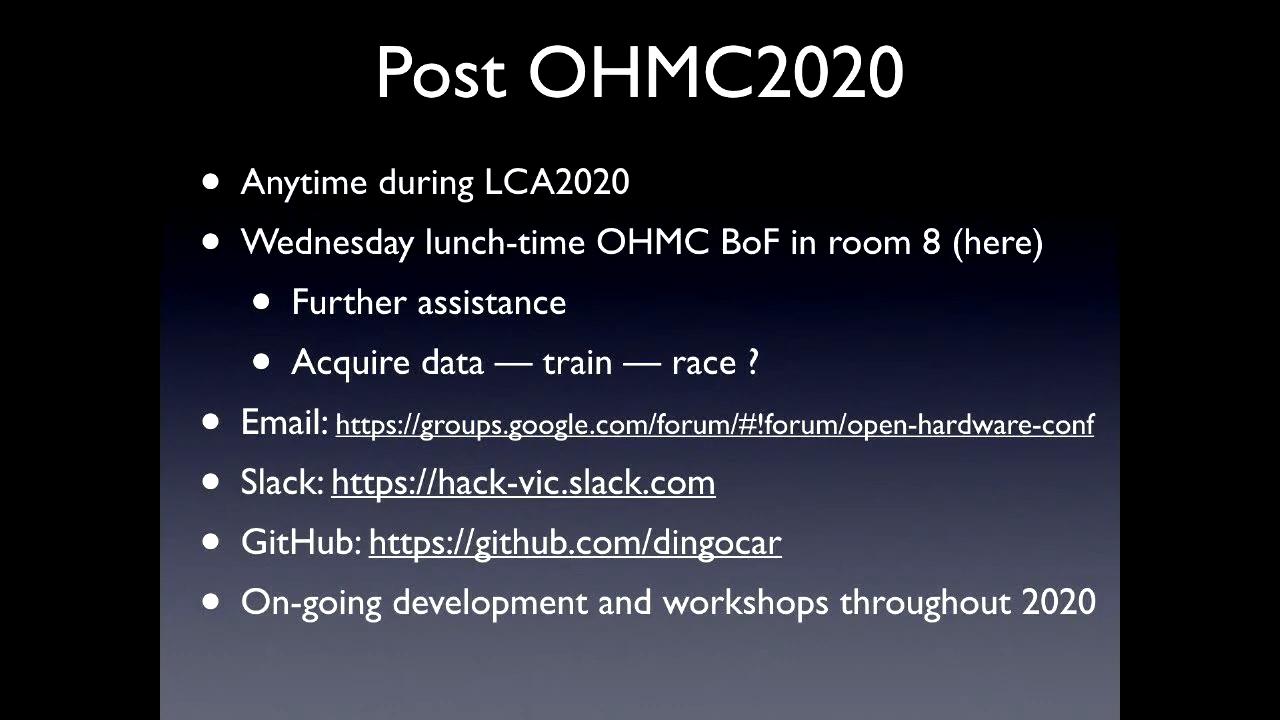 Post OHMC2020
• Anytime during LCA2020
• Wednesday lunch-time OHMC BoF in room 8 (here)
• Further assistance
• Acquire data — train — race ?
• Email: https://groups.google.com/forum/#!forum/open-hardware-conf
• Slack: https://hack-vic.slack.com
• GitHub: https://github.com/dingocar
• On-going development and workshops throughout 2020